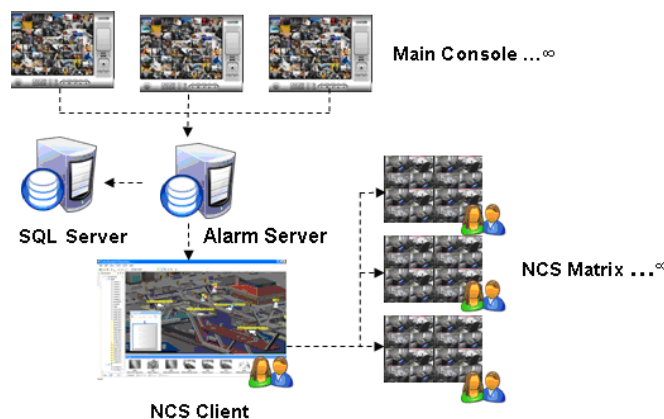 Main Console ...∞
SQL Server
Alarm Server
NCS Matrix ...∞
NCS Client